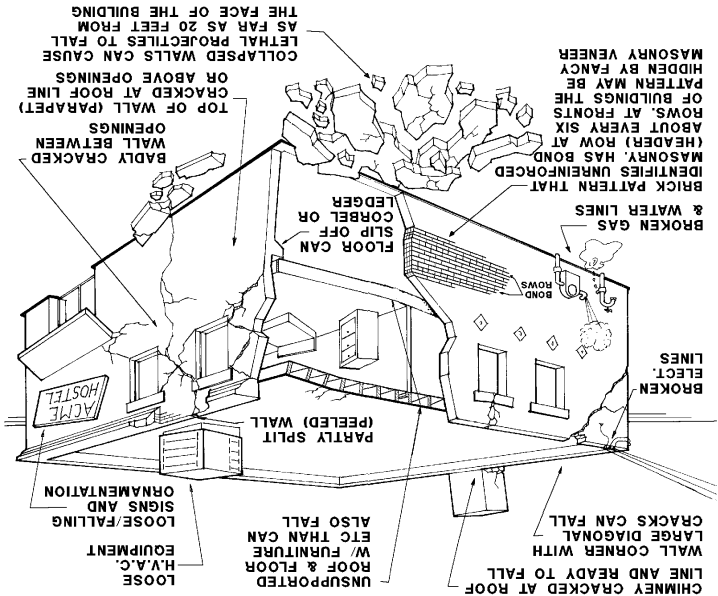 CHIMNEY CRACKED AT ROOF
LINE AND READY TO FALL
WALL CORNER WITH
LARGE DIAGONAL
CRACKS CAN FALL
UNSUPPORTED
ROOF & FLOOR
W/ FURNITURE
ETC THAN CAN
ALSO FALL
LOOSE
H.V.A.C.
EQUIPMENT
LOOSE/FALLING
SIGNS AND
ORNAMENTATION
PARTLY SPLIT
(PEELED) WALL
ACME
HOSTEL
BROKEN
ELECT.
LINES
BOND
ROWS
BROKEN GAS
& WATER LINES
FLOOR CAN
SLIP OFF
CORBEL OR
LEDGER
BRICK PATTERN THAT
IDENTIFIES UNREINFORCED
MASONRY. HAS BOND
(HEADER) ROW AT
ABOUT EVERY SIX
ROWS. AT FRONTS
OF BUILDINGS THE
PATTERN MAY BE
HIDDEN BY FANCY
MASONRY VENEER
BADLY CRACKED
WALL BETWEEN
OPENINGS
TOP OF WALL (PARAPET)
CRACKED AT ROOF LINE
OR ABOVE OPENINGS
COLLAPSED WALLS CAN CAUSE
LETHAL PROJECTILES TO FALL
AS FAR AS 20 FEET FROM
THE FACE OF THE BUILDING